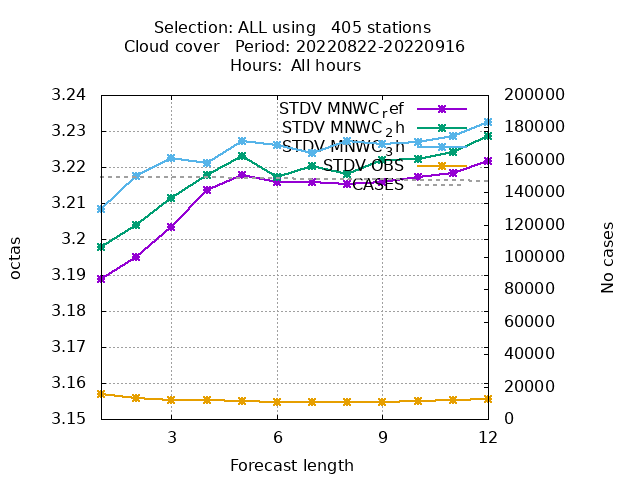 Selection: ALL using   405 stations
Cloud cover   Period: 20220822-20220916
Hours:  All hours
3.24
3.23
3.22
3.21
3.2
3.19
3.18
3.17
3.16
3.15
octas
STDV MNWC_ref
STDV MNWC_2h
STDV MNWC_3h
STDV OBS
CASES
200000
180000
160000
140000
120000
100000
80000
60000
40000
20000
0
No cases
3 6 9 12
Forecast length